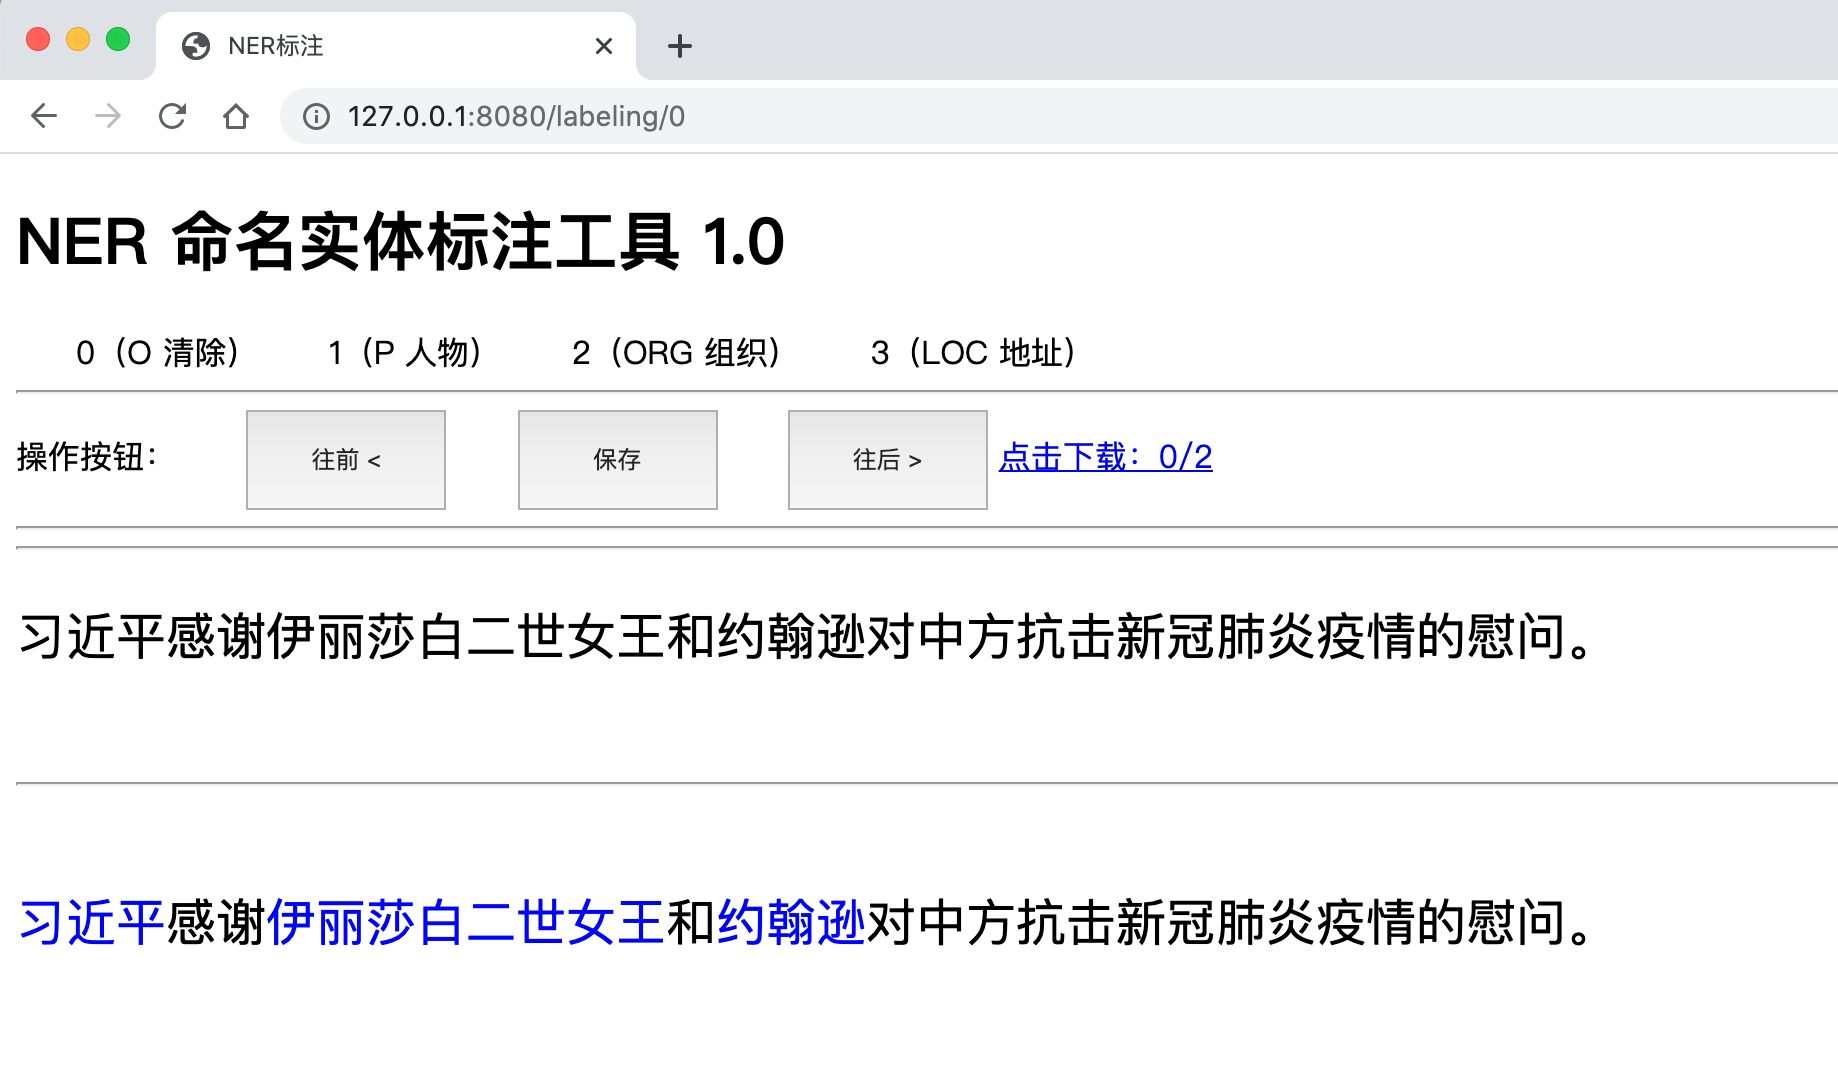 NER标注
127.0.0.1:8080/labeling/0
NER 命名实体标注工具 1.0
0（O 清除） 1（P 人物） 2（ORG 组织） 3（LOC 地址）
操作按钮： 往前 < 保存 往后 > 点击下载：0/2
习近平感谢伊丽莎白二世女王和约翰逊对中方抗击新冠肺炎疫情的慰问。
习近平感谢伊丽莎白二世女王和约翰逊对中方抗击新冠肺炎疫情的慰问。